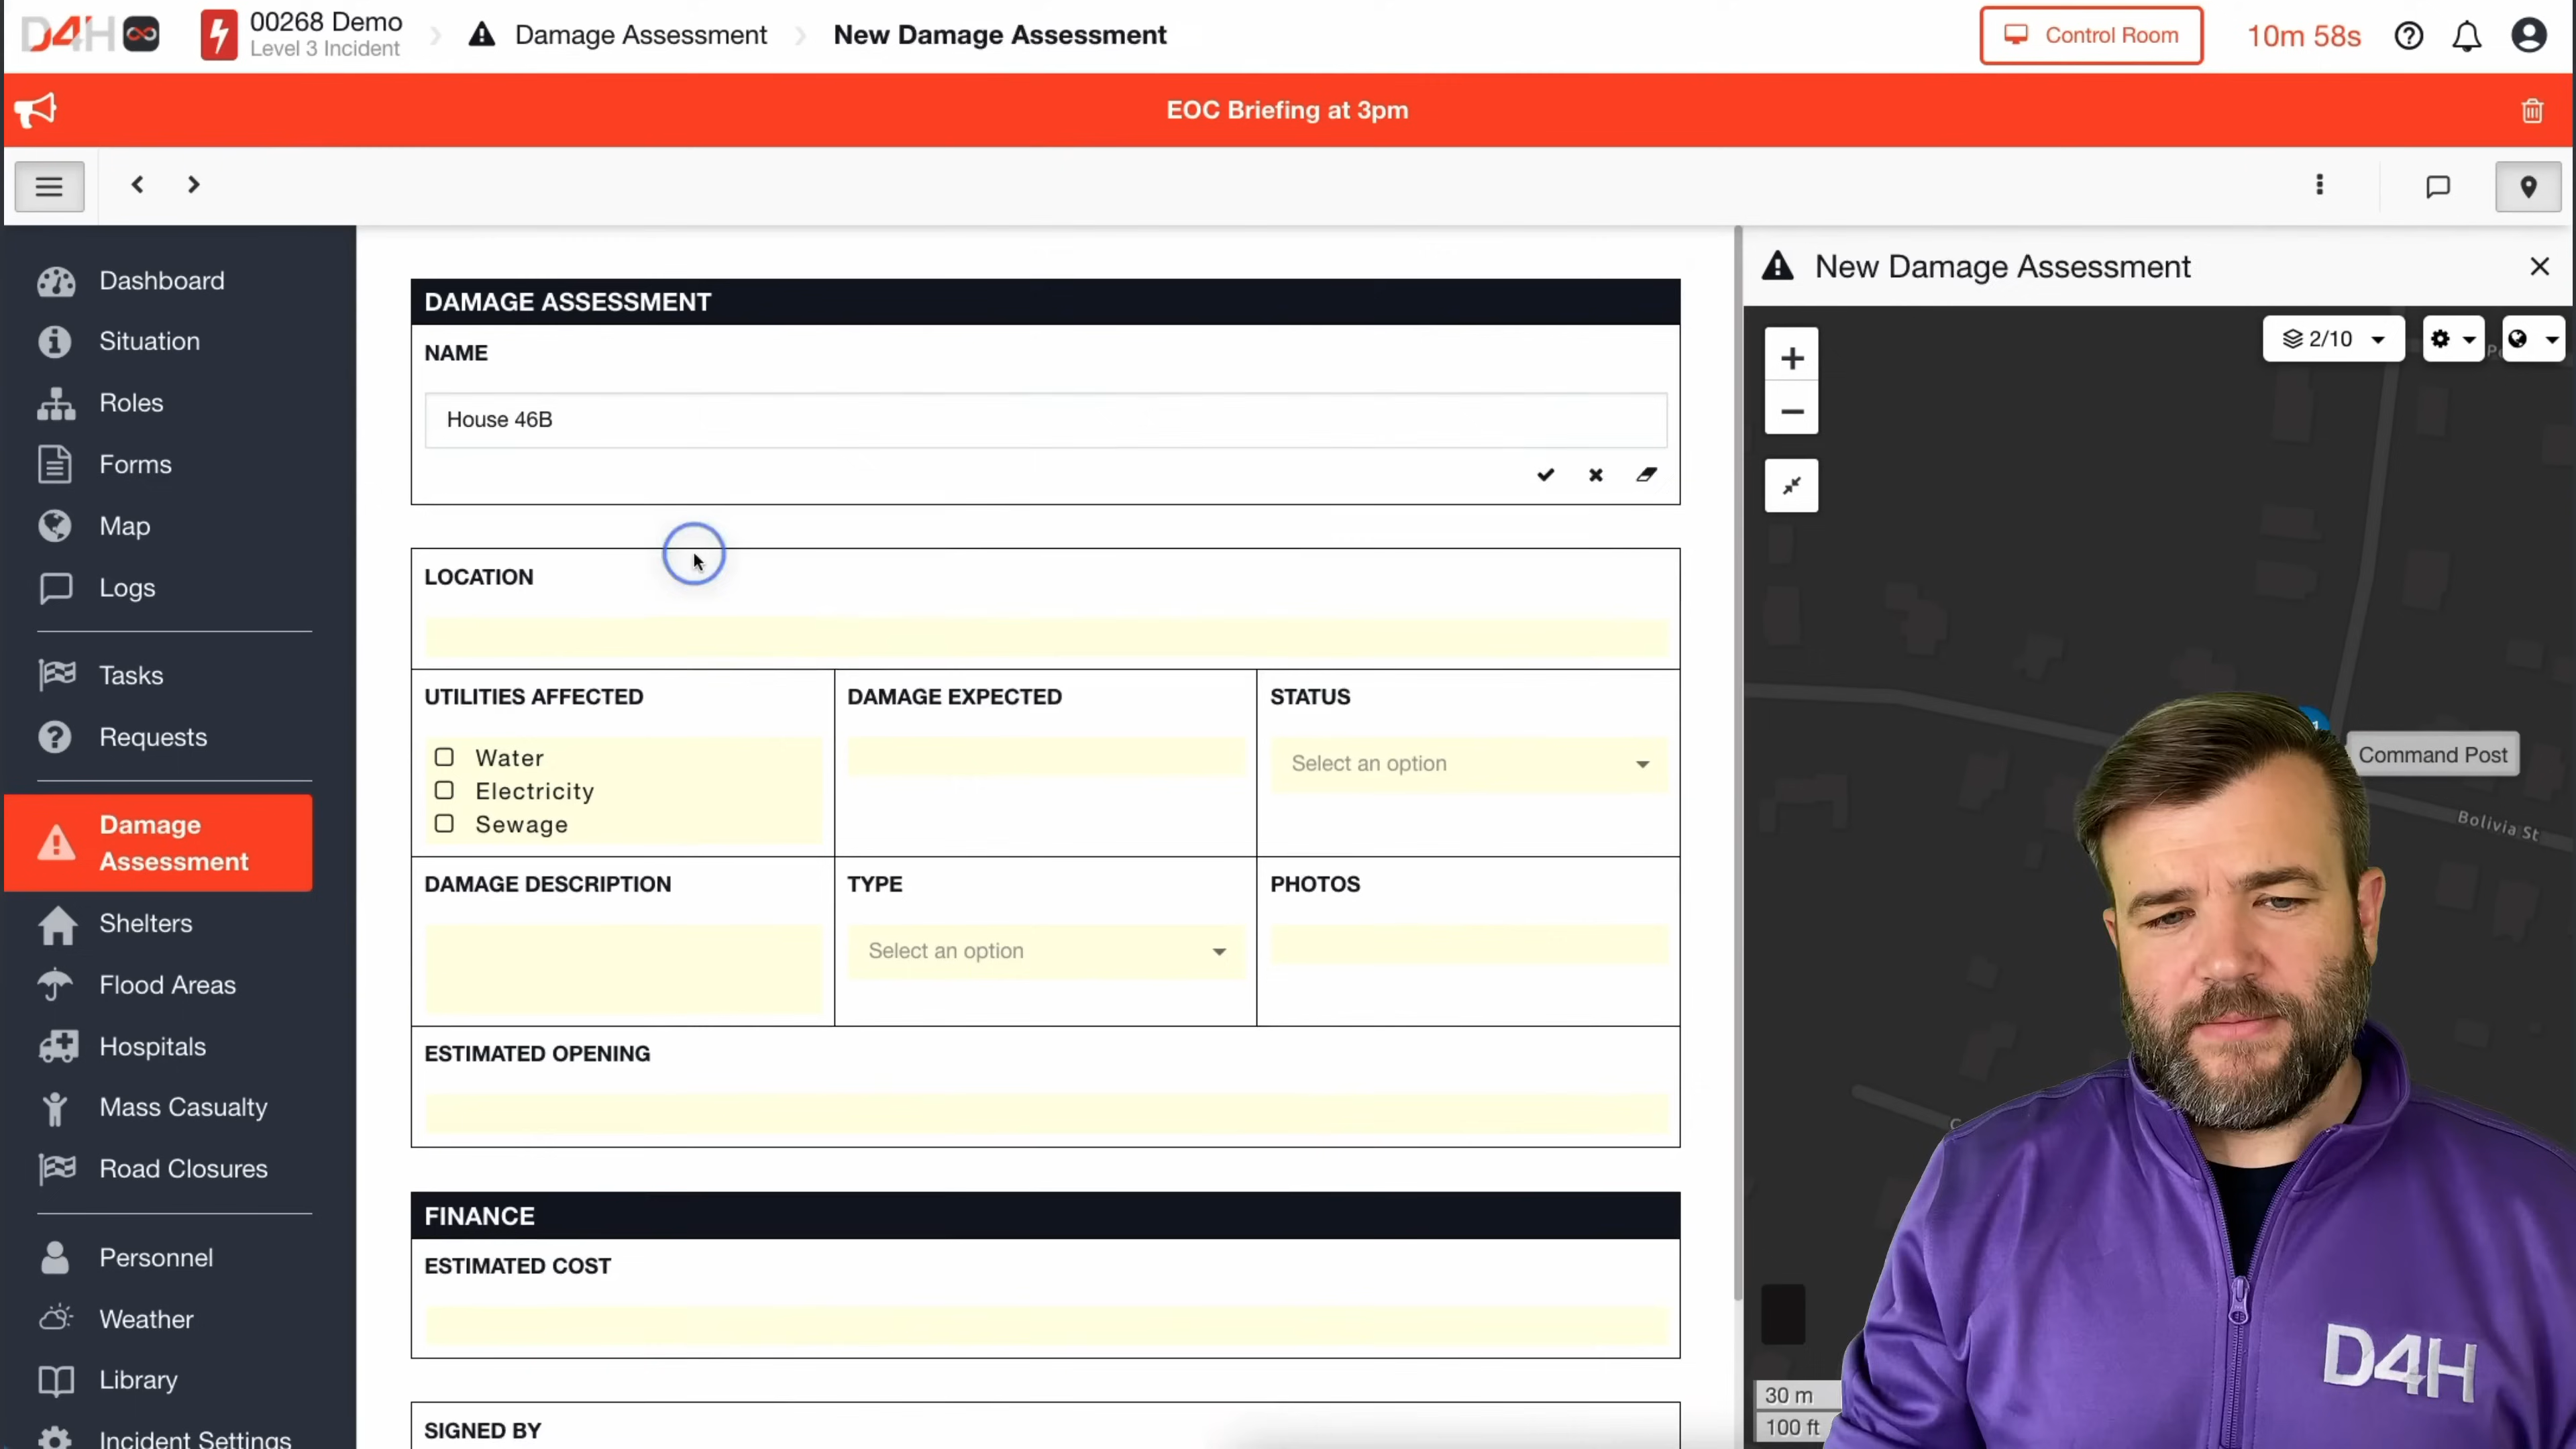 D4H
00268 Demo
Level 3 Incident
Damage Assessment
New Damage Assessment
Control Room
10m 58s
EOC Briefing at 3pm
Dashboard
Situation
Roles
Forms
Map
Logs
Tasks
Requests
Damage
Assessment
Shelters
Flood Areas
Hospitals
Mass Casualty
Road Closures
Personnel
Weather
Library
Incident Settings
DAMAGE ASSESSMENT
NAME
House 46B
LOCATION
UTILITIES AFFECTED
Water
Electricity
Sewage
DAMAGE EXPECTED
STATUS
Select an option
DAMAGE DESCRIPTION
TYPE
Select an option
PHOTOS
ESTIMATED OPENING
FINANCE
ESTIMATED COST
SIGNED BY
New Damage Assessment
2/10
Command Post
Bolivia St
30 m
100 ft
D4H